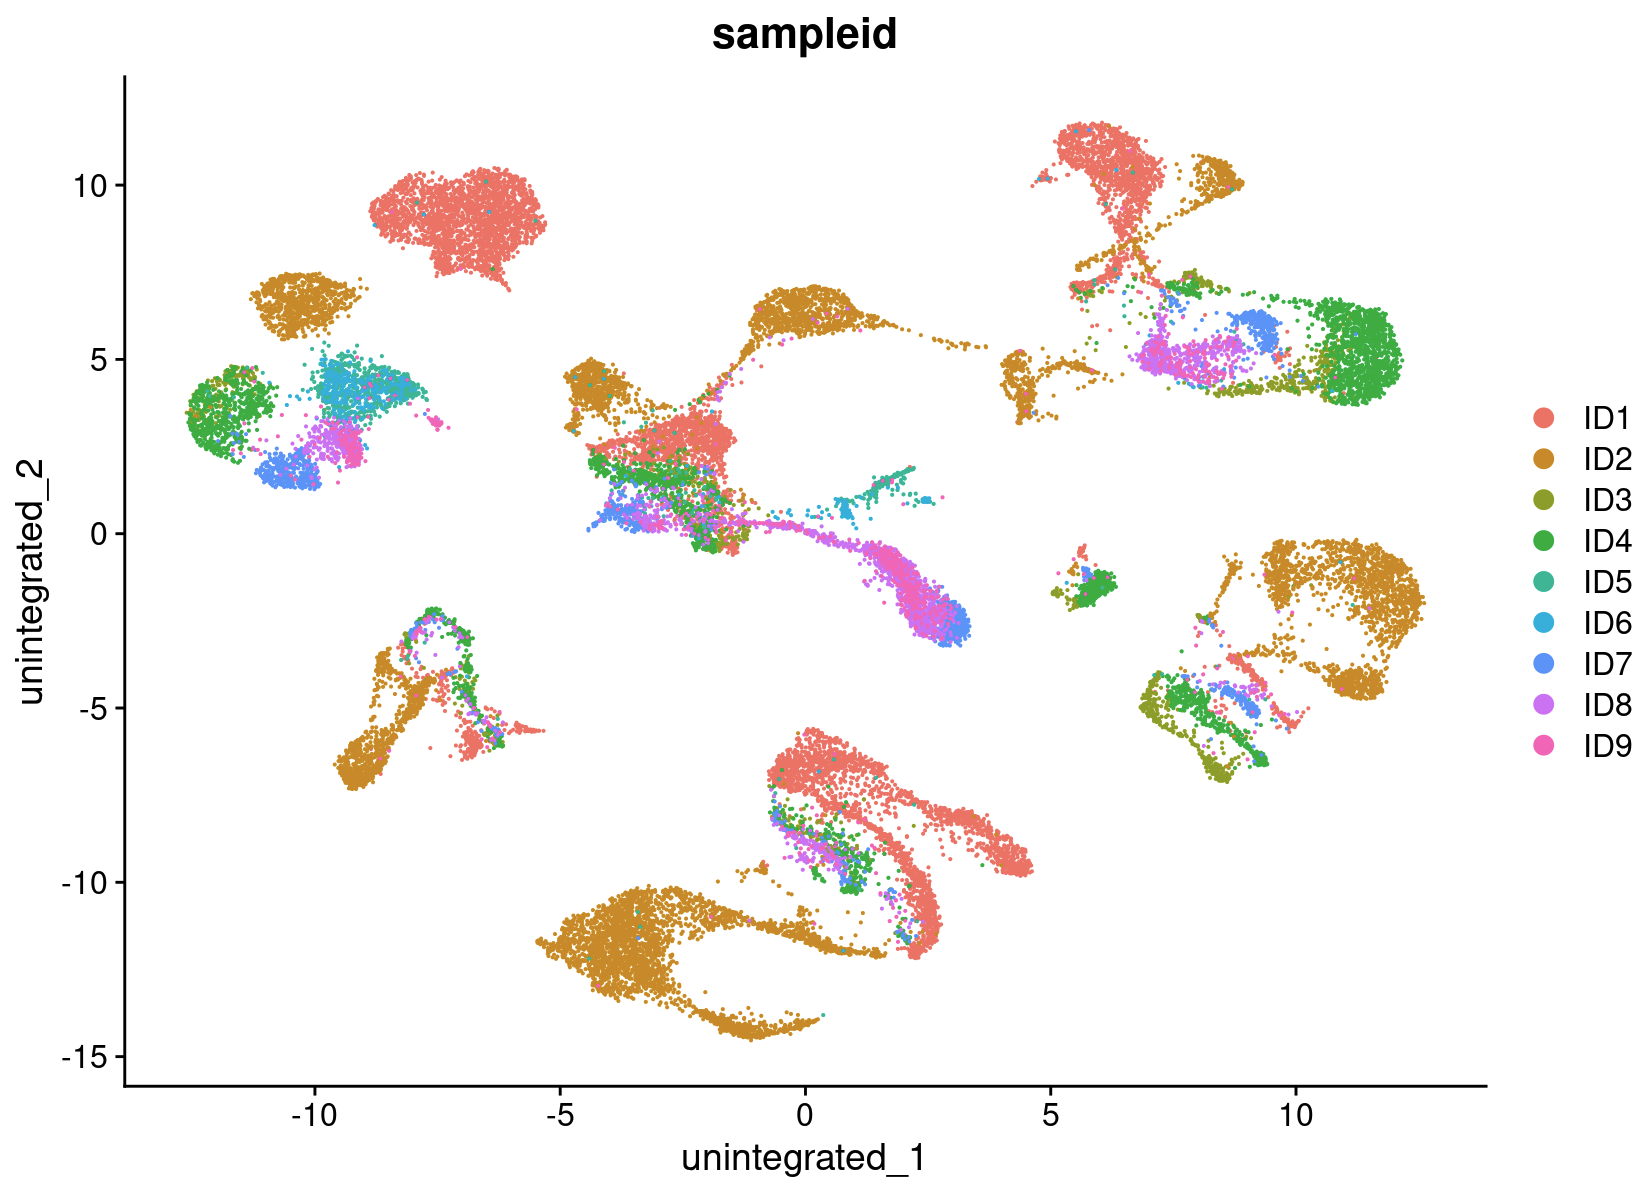 sampleid
10
5
0
-5
-10
-15
unintegrated_2
-10
-5
0
5
10
unintegrated_1
ID1
ID2
ID3
ID4
ID5
ID6
ID7
ID8
ID9